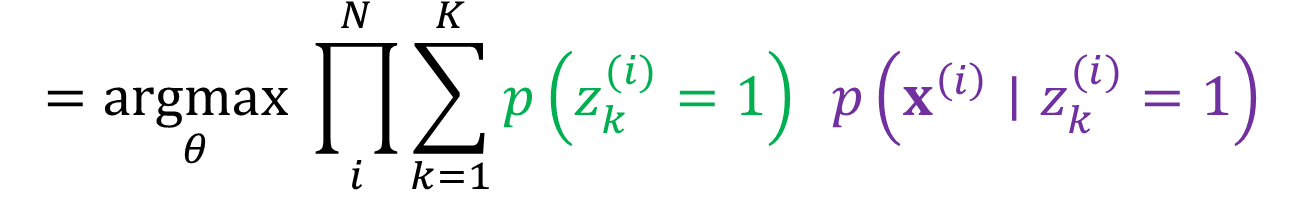 = argmax_θ ∏_i^N ∑_{k=1}^K p(z_k^{(i)} = 1) p(𝐱^{(i)} | z_k^{(i)} = 1)